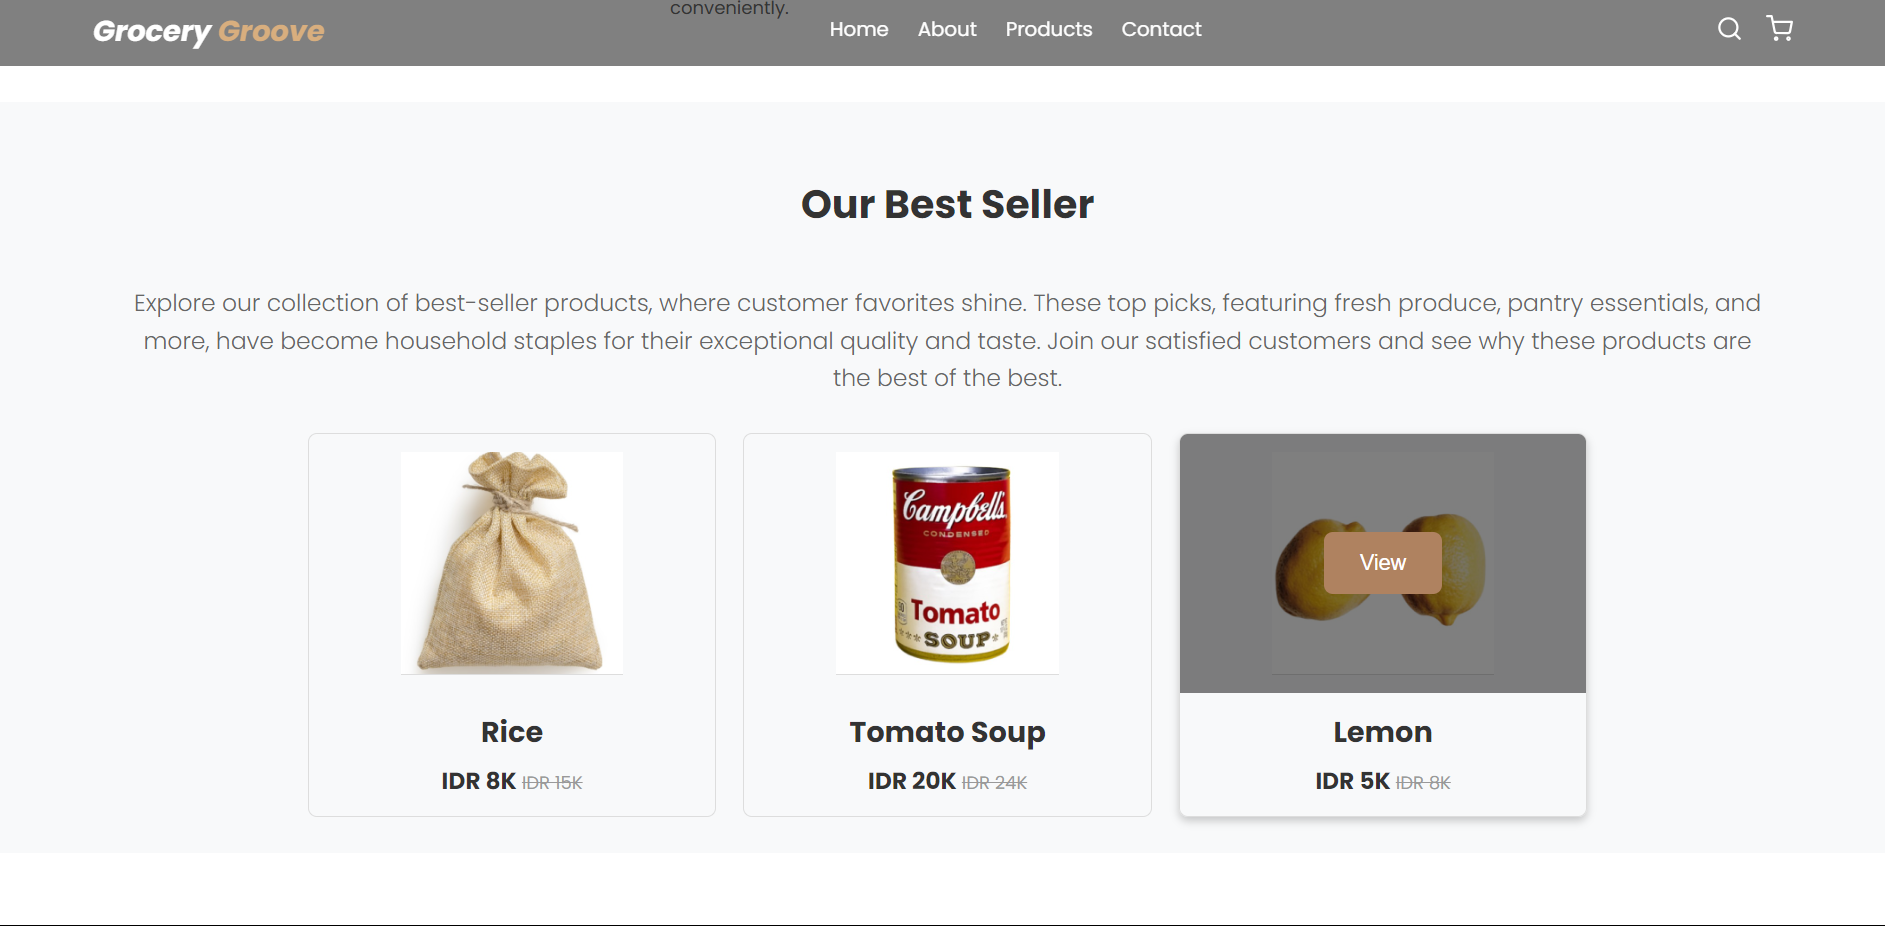 conveniently.
Grocery Groove
Home About Products Contact
Our Best Seller
Explore our collection of best-seller products, where customer favorites shine. These top picks, featuring fresh produce, pantry essentials, and
more, have become household staples for their exceptional quality and taste. Join our satisfied customers and see why these products are
the best of the best.
Campbell's
CONDENSED
Tomato
SOUP
View
Rice
Tomato Soup
Lemon
IDR 8K IDR 15K
IDR 20K IDR 24K
IDR 5K IDR 8K